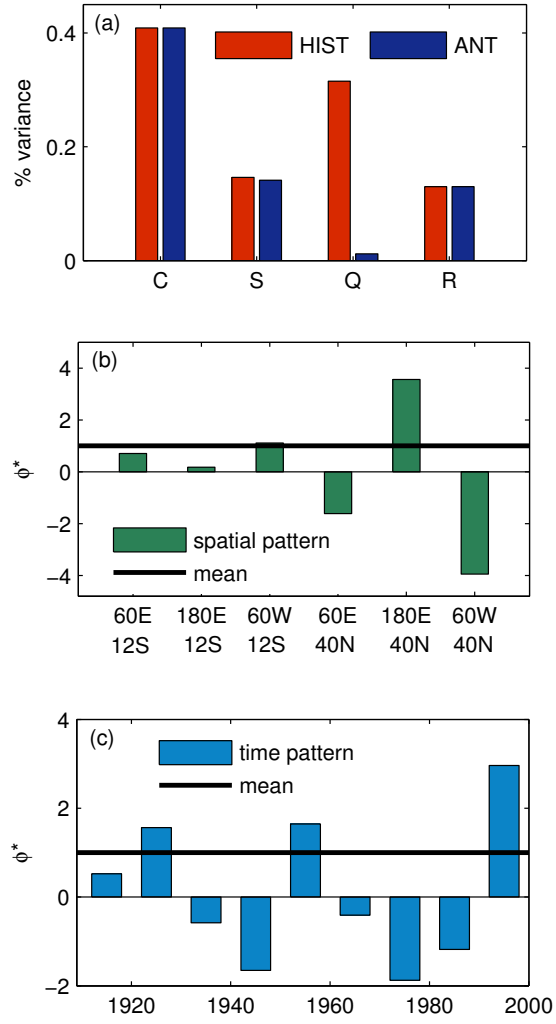 (a)
HIST
ANT
% variance
0.4
0.2
0
C
S
Q
R
(b)
ϕ*
4
2
0
−2
−4
spatial pattern
mean
60E 180E 60W 60E 180E 60W
12S 12S 12S 40N 40N 40N
(c)
ϕ*
4
2
0
−2
time pattern
mean
1920 1940 1960 1980 2000